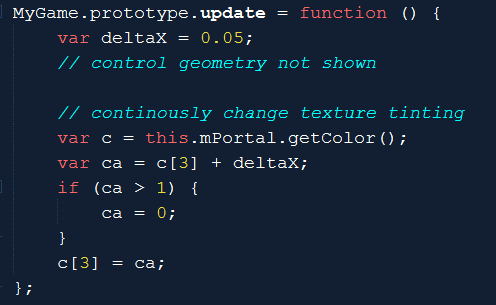 MyGame.prototype.update = function () {
    var deltaX = 0.05;
    // control geometry not shown

    // continously change texture tinting
    var c = this.mPortal.getColor();
    var ca = c[3] + deltaX;
    if (ca > 1) {
        ca = 0;
    }
    c[3] = ca;
};